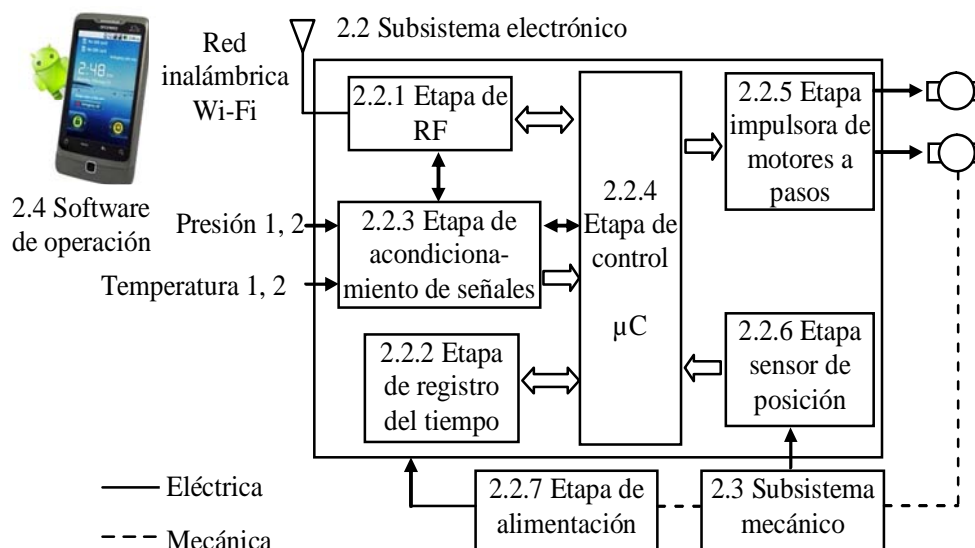 2.2 Subsistema electrónico
Red
inalámbrica
Wi-Fi
2:48
2.4 Software
de operación
2.2.1 Etapa de
RF
Presión 1, 2
Temperatura 1, 2
2.2.3 Etapa de
acondiciona-
miento de señales
2.2.2 Etapa
de registro
del tiempo
2.2.4
Etapa de
control
µC
2.2.5 Etapa
impulsora de
motores a
pasos
2.2.6 Etapa
sensor de
posición
Eléctrica
Mecánica
2.2.7 Etapa de
alimentación
2.3 Subsistema
mecánico